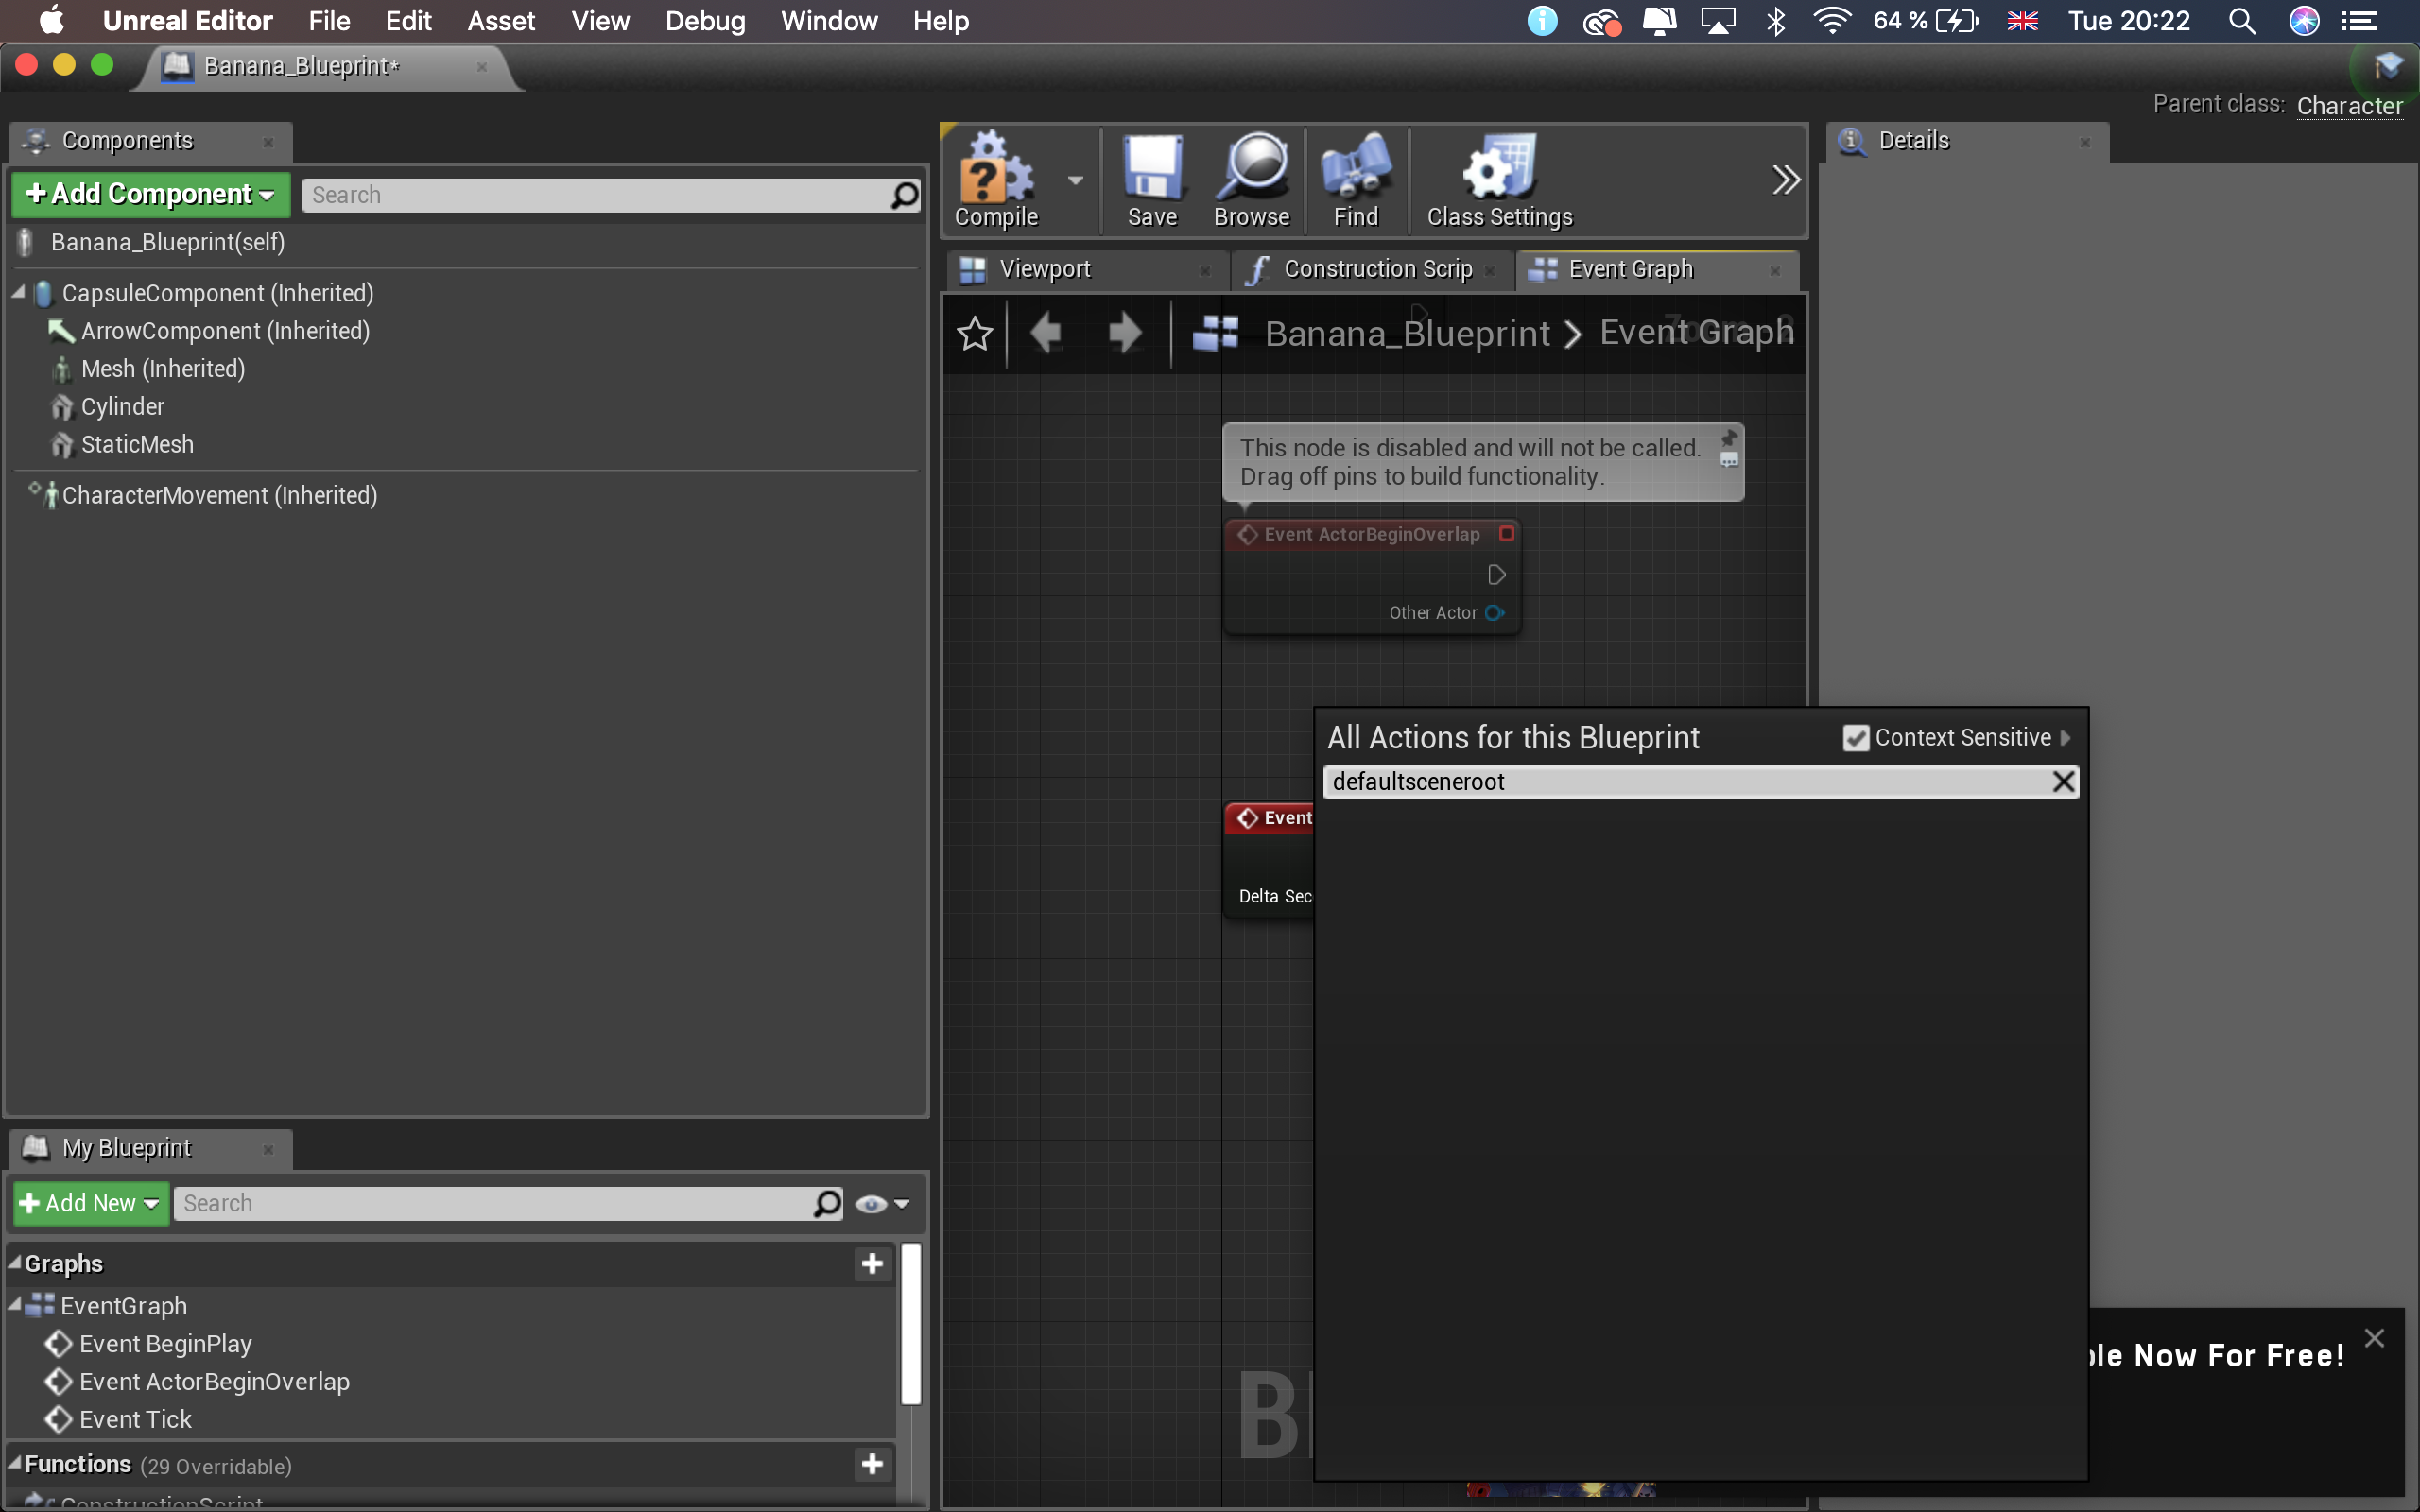 Unreal Editor File Edit Asset View Debug Window Help
64 % Tue 20:22
Banana_Blueprint*
Parent class: Character
Components
+ Add Component
Search
Banana_Blueprint(self)
CapsuleComponent (Inherited)
ArrowComponent (Inherited)
Mesh (Inherited)
Cylinder
StaticMesh
CharacterMovement (Inherited)
My Blueprint
+ Add New
Search
Graphs
EventGraph
Event BeginPlay
Event ActorBeginOverlap
Event Tick
Functions (29 Overridable)
ConstructionScript
Compile
Save
Browse
Find
Class Settings
Viewport
Construction Scrip
Event Graph
Banana_Blueprint > Event Graph
This node is disabled and will not be called.
Drag off pins to build functionality.
Event ActorBeginOverlap
Other Actor
Event
Delta Sec
All Actions for this Blueprint
Context Sensitive
defaultsceneroot
Details
ble Now For Free!